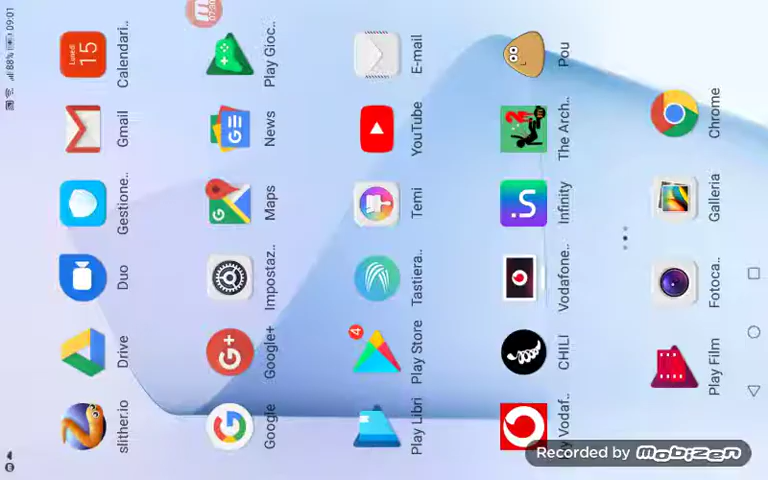 88% 09:01
Lunedì
15
slither.io Drive Duo Gestione.. Gmail Calendari..
Google Google+ Impostaz.. Maps News Play Gioc..
4
Play Libri Play Store Tastiera.. Temi YouTube E-mail
y Vodaf.. CHILI Vodafone.. Infinity The Arch.. Pou
Play Film Fotoca.. Galleria Chrome
Recorded by mobizen